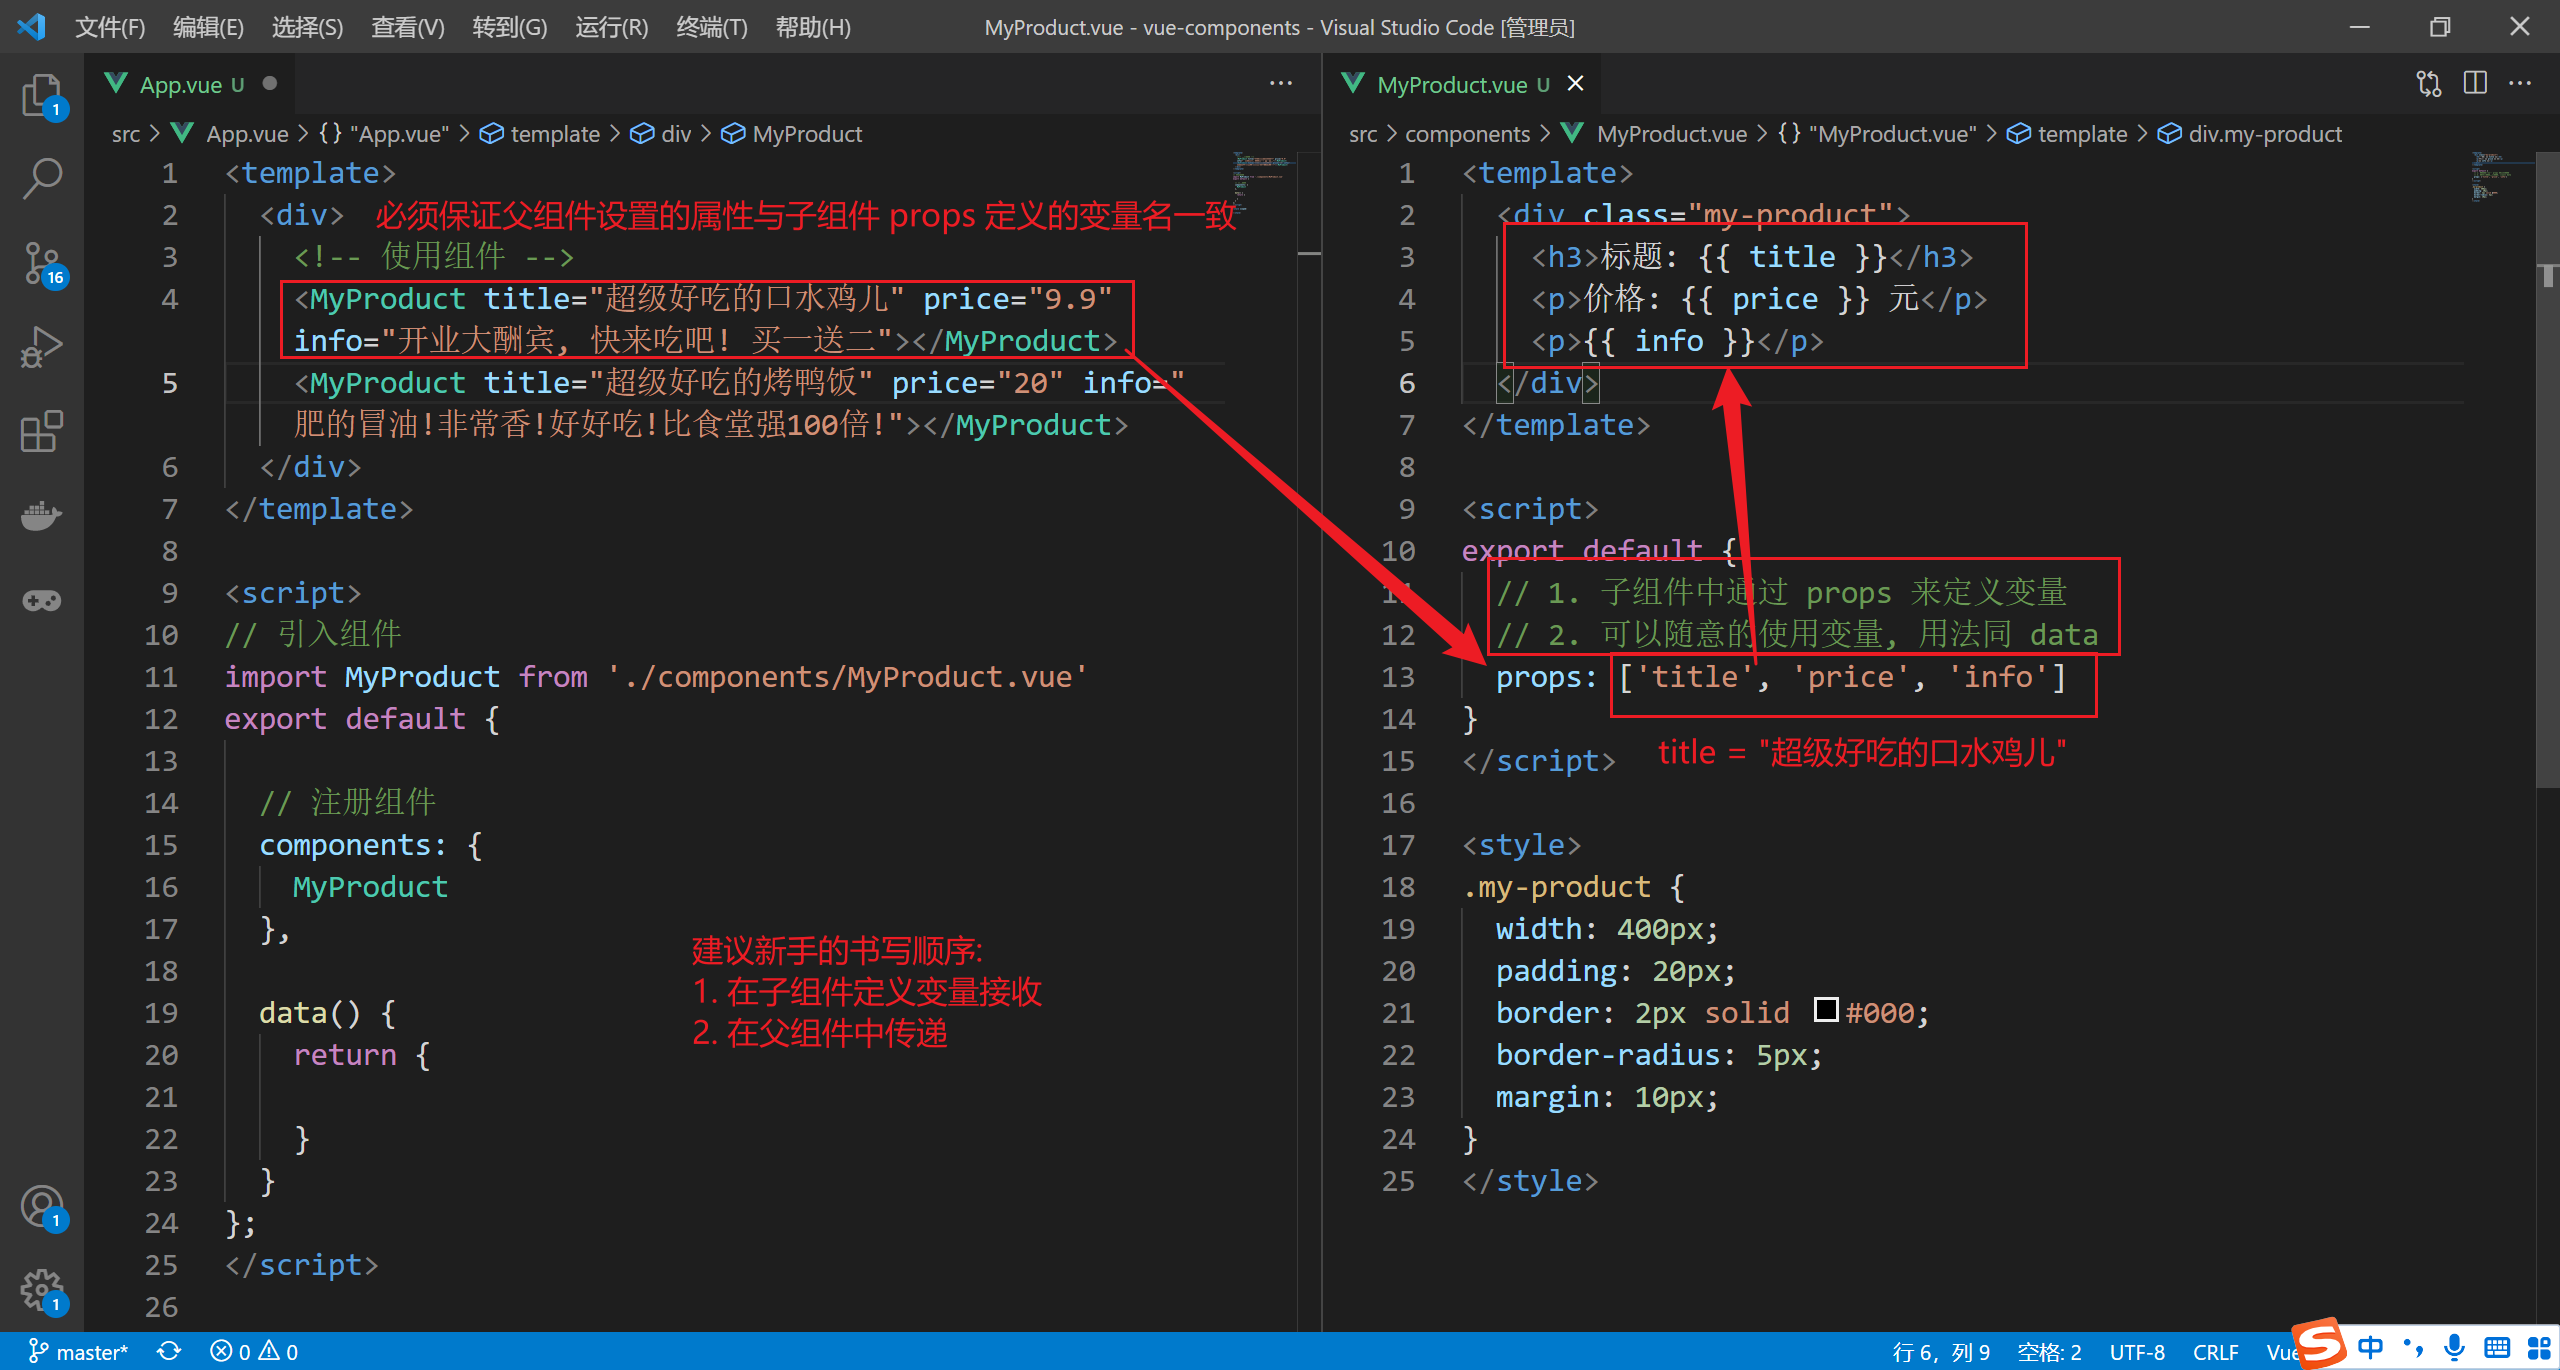 文件(F) 编辑(E) 选择(S) 查看(V) 转到(G) 运行(R) 终端(T) 帮助(H) MyProduct.vue - vue-components - Visual Studio Code [管理员]
App.vue U
src > App.vue > {} "App.vue" > template > div > MyProduct
1 <template>
2 <div> 必须保证父组件设置的属性与子组件 props 定义的变量名一致
3 <!-- 使用组件 -->
4 <MyProduct title="超级好吃的口水鸡儿" price="9.9"
info="开业大酬宾, 快来吃吧! 买一送二"></MyProduct>
5 <MyProduct title="超级好吃的烤鸭饭" price="20" info="
肥的冒油!非常香!好好吃!比食堂强100倍!"></MyProduct>
6 </div>
7 </template>
8
9 <script>
10 // 引入组件
11 import MyProduct from './components/MyProduct.vue'
12 export default {
13
14 // 注册组件
15 components: {
16 MyProduct
17 },
18
19 data() {
20 return {
21
22 }
23 }
24 };
25 </script>
26
建议新手的书写顺序:
1. 在子组件定义变量接收
2. 在父组件中传递
MyProduct.vue U
src > components > MyProduct.vue > {} "MyProduct.vue" > template > div.my-product
1 <template>
2 <div class="my-product">
3 <h3>标题: {{ title }}</h3>
4 <p>价格: {{ price }} 元</p>
5 <p>{{ info }}</p>
6 </div>
7 </template>
8
9 <script>
10 export default {
11 // 1. 子组件中通过 props 来定义变量
12 // 2. 可以随意的使用变量, 用法同 data
13 props: ['title', 'price', 'info']
14 }
15 </script>
title = "超级好吃的口水鸡儿"
16
17 <style>
18 .my-product {
19 width: 400px;
20 padding: 20px;
21 border: 2px solid #000;
22 border-radius: 5px;
23 margin: 10px;
24 }
25 </style>
1
16
1
1
master* 0 0 行 6, 列 9 空格: 2 UTF-8 CRLF Vue
S 中